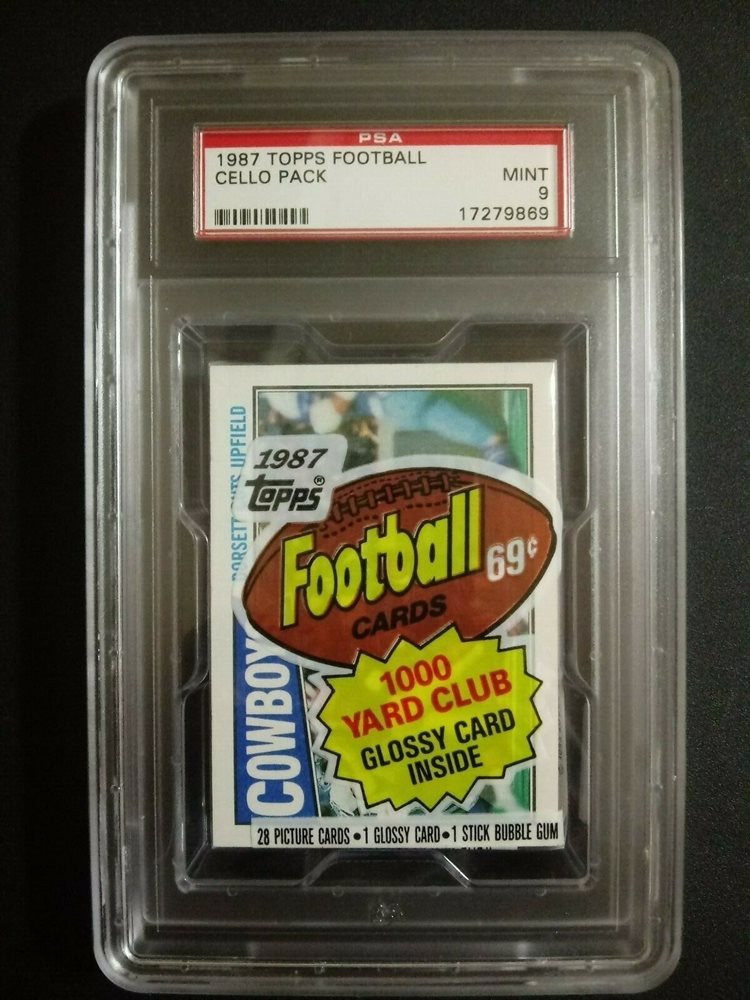 PSA
1987 TOPPS FOOTBALL
CELLO PACK
MINT
9
17279869
1987
Topps®
Football
69¢
CARDS
1000
YARD CLUB
GLOSSY CARD
INSIDE
UPFIELD
COWBOY
28 PICTURE CARDS • 1 GLOSSY CARD • 1 STICK BUBBLE GUM